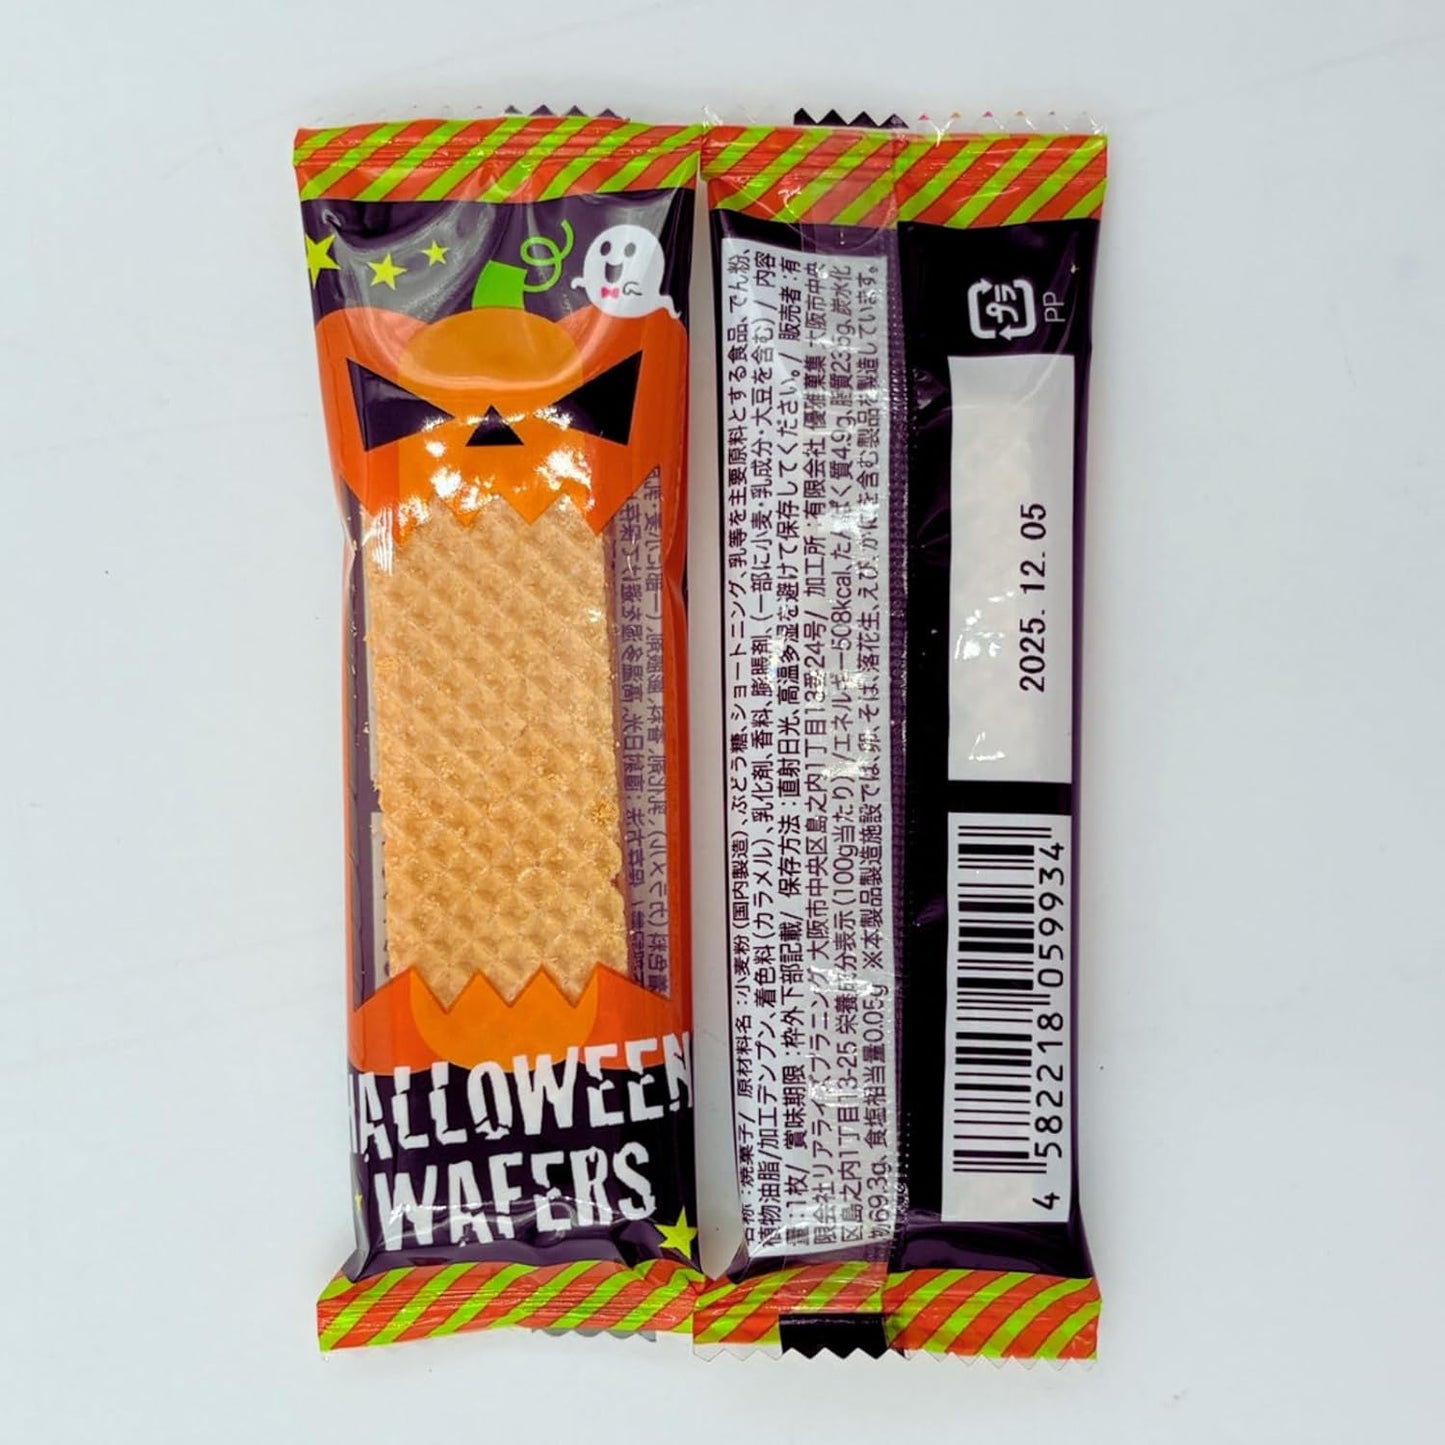 HALLOWEEN
WAFERS
名称:焼菓子/ 原材料名:小麦粉(国内製造)、ぶどう糖、ショートニング、乳等を主要原料とする食品、でん粉、
植物油脂/加工デンプン、着色料(カラメル)、乳化剤、香料、膨脹剤、(一部に小麦・乳成分・大豆を含む) / 内容
量:1枚/ 賞味期限:枠外下部記載/ 保存方法:直射日光、高温多湿を避けて保存してください。/ 販売者:有
限会社リアライズプラニング 大阪市中央区島之内1丁目13番24号/ 加工所:有限会社 優雅菓集 大阪市中央
区島之内1丁目13-25 栄養成分表示(100g当たり)/エネルギー508kcal、たんぱく質4.9g、脂質23.5g、炭水化
物69.3g、食塩相当量0.05g ※本製品製造施設では、卵、そば、落花生、えび、かにを含む製品を製造しています。
プラ
PP
2025. 12. 05
4 582218 059934